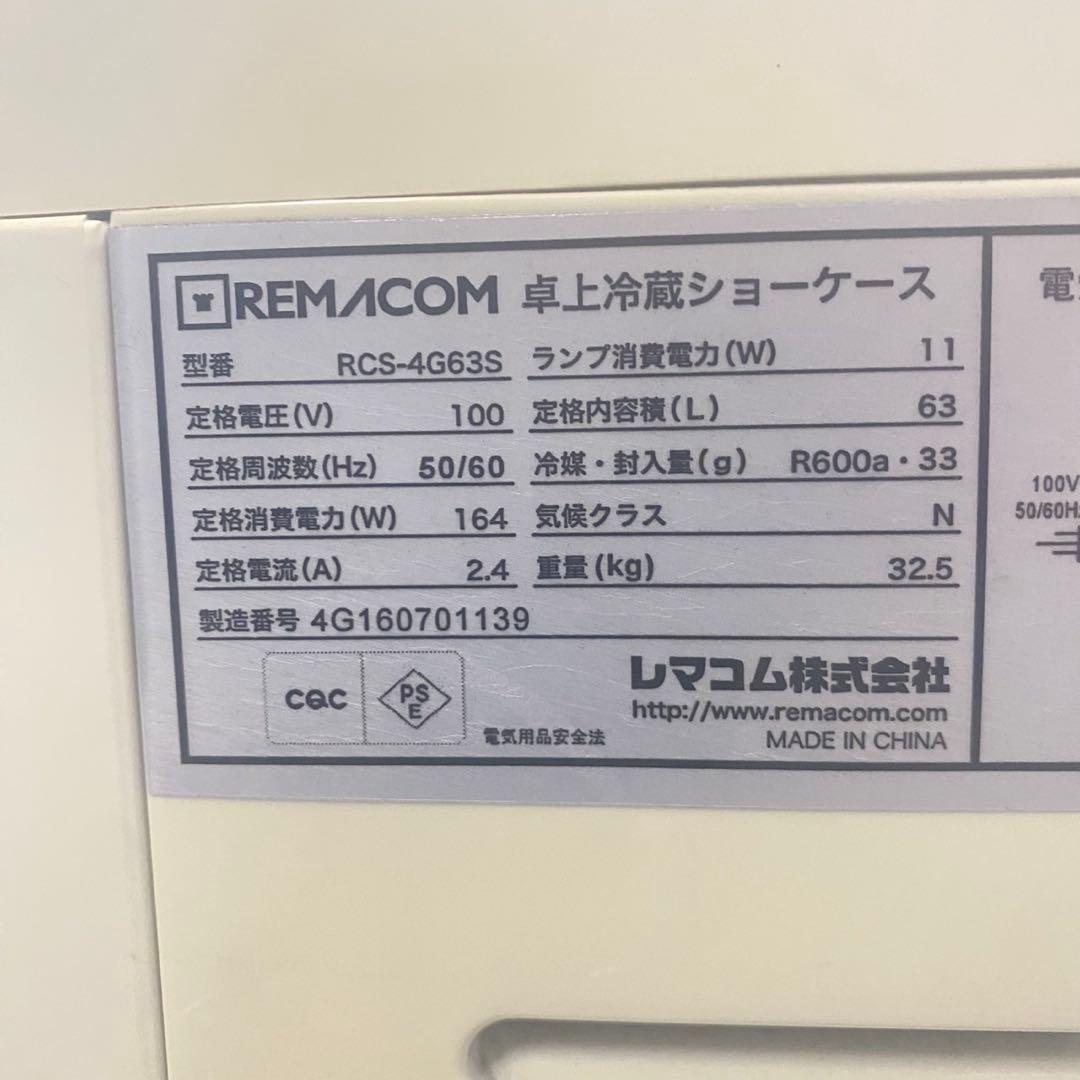 REMACOM 卓上冷蔵ショーケース
型番 RCS-4G63S
定格電圧(V) 100
定格周波数(Hz) 50/60
定格消費電力(W) 164
定格電流(A) 2.4
製造番号 4G160701139
ランプ消費電力(W) 11
定格内容積(L) 63
冷媒・封入量(g) R600a・33
気候クラス N
重量(kg) 32.5
CQC
PS
E
電気用品安全法
レマコム株式会社
http://www.remacom.com
MADE IN CHINA
電
100V
50/60Hz